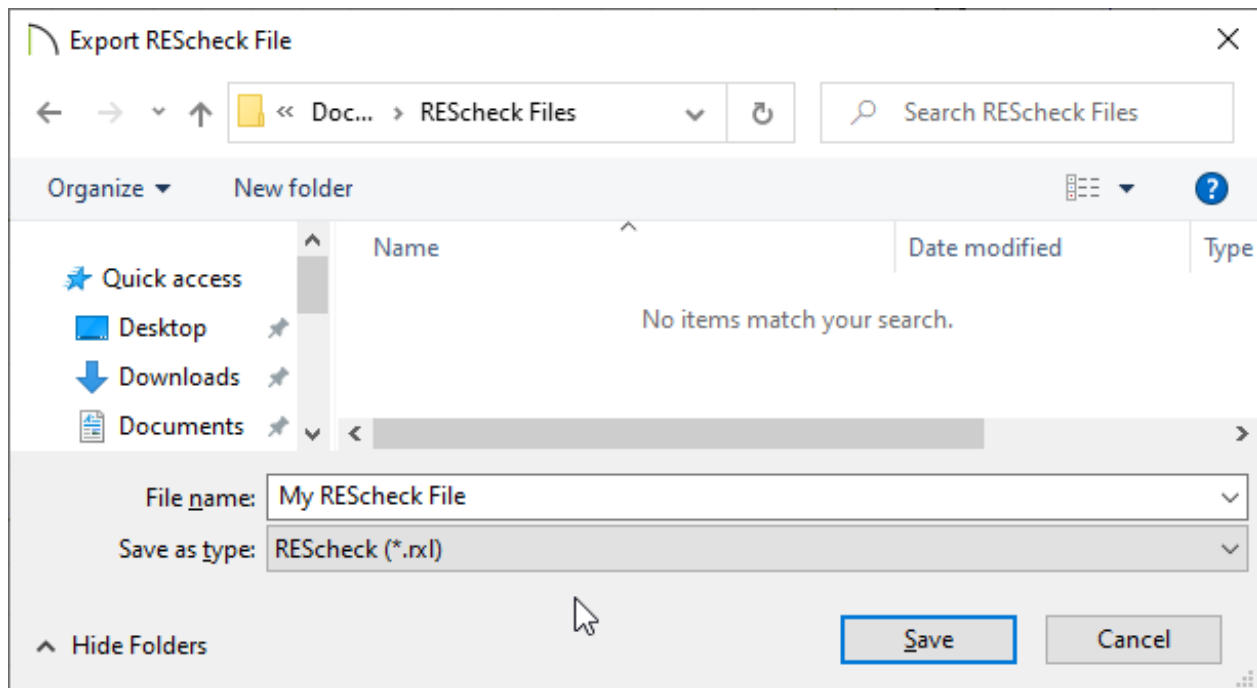 Export REScheck File
« Doc... > REScheck Files
Search REScheck Files
Organize
New folder
?
Name
Date modified
Type
Quick access
Desktop
Downloads
Documents
No items match your search.
File name: My REScheck File
Save as type: REScheck (*.rxl)
Hide Folders
Save
Cancel